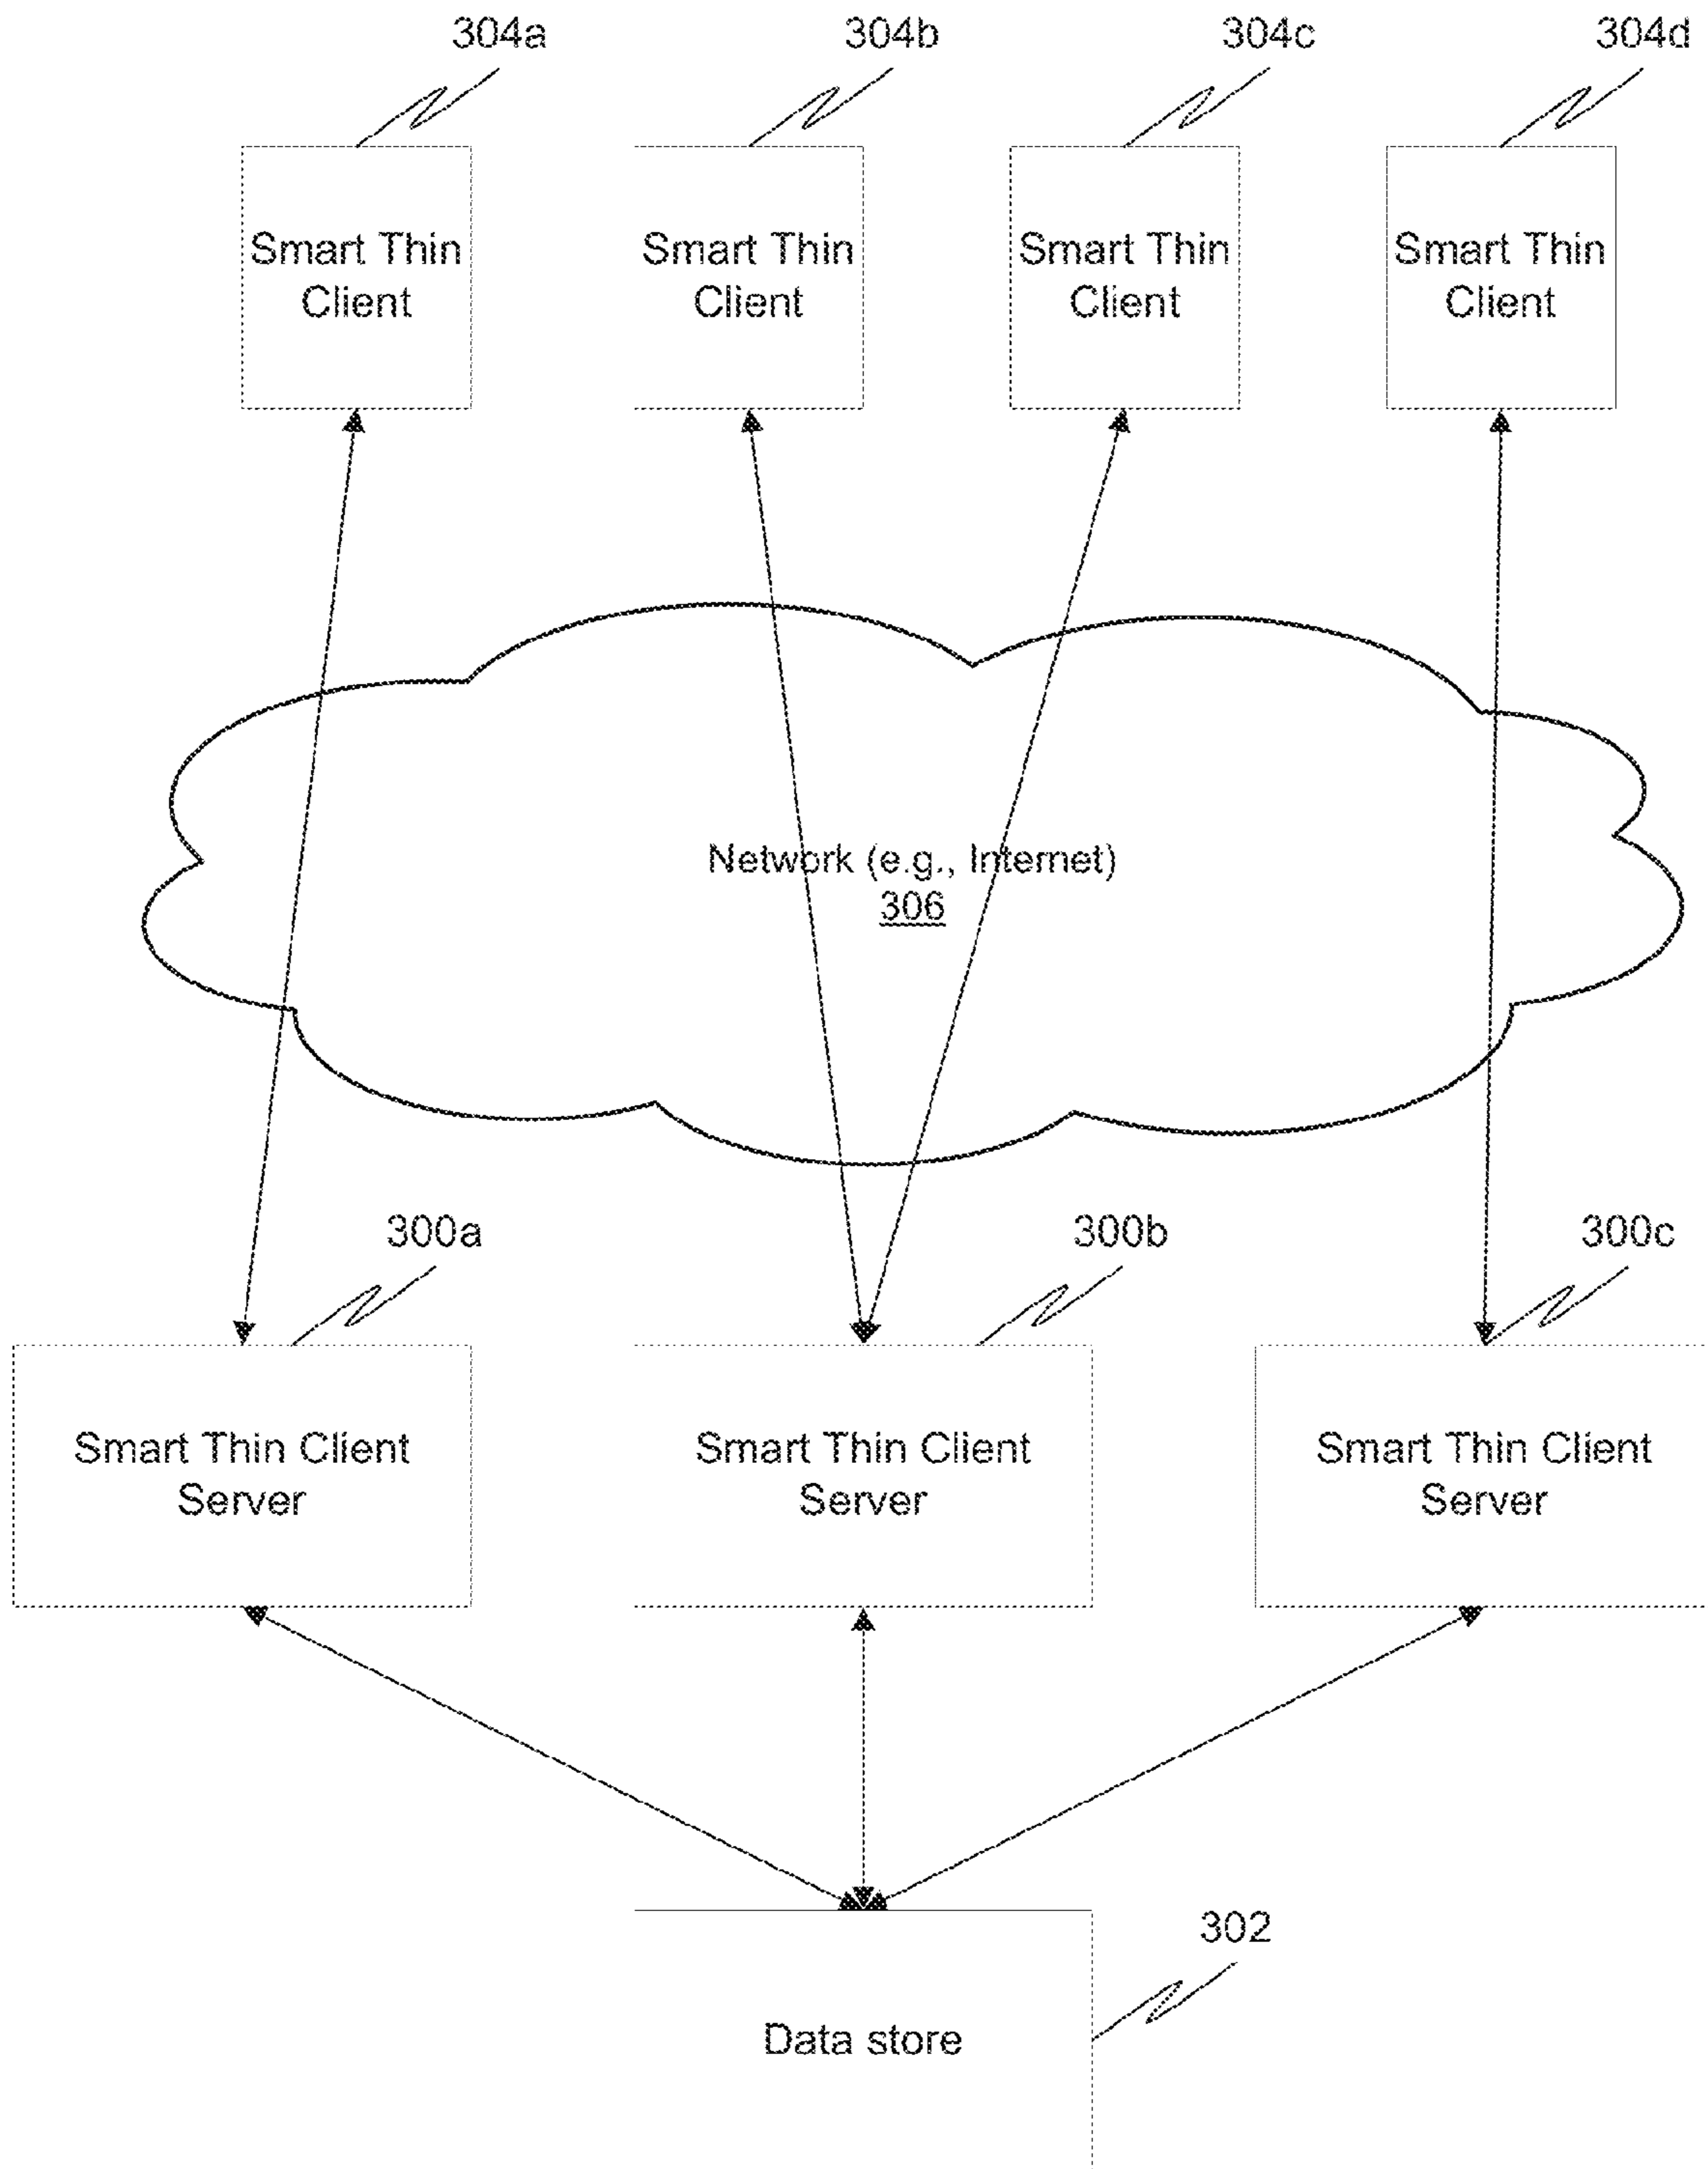 304a
304b
304c
304d
Smart Thin
Client
Smart Thin
Client
Smart Thin
Client
Smart Thin
Client
Network (e.g., Internet)
306
300a
300b
300c
Smart Thin Client
Server
Smart Thin Client
Server
Smart Thin Client
Server
302
Data store